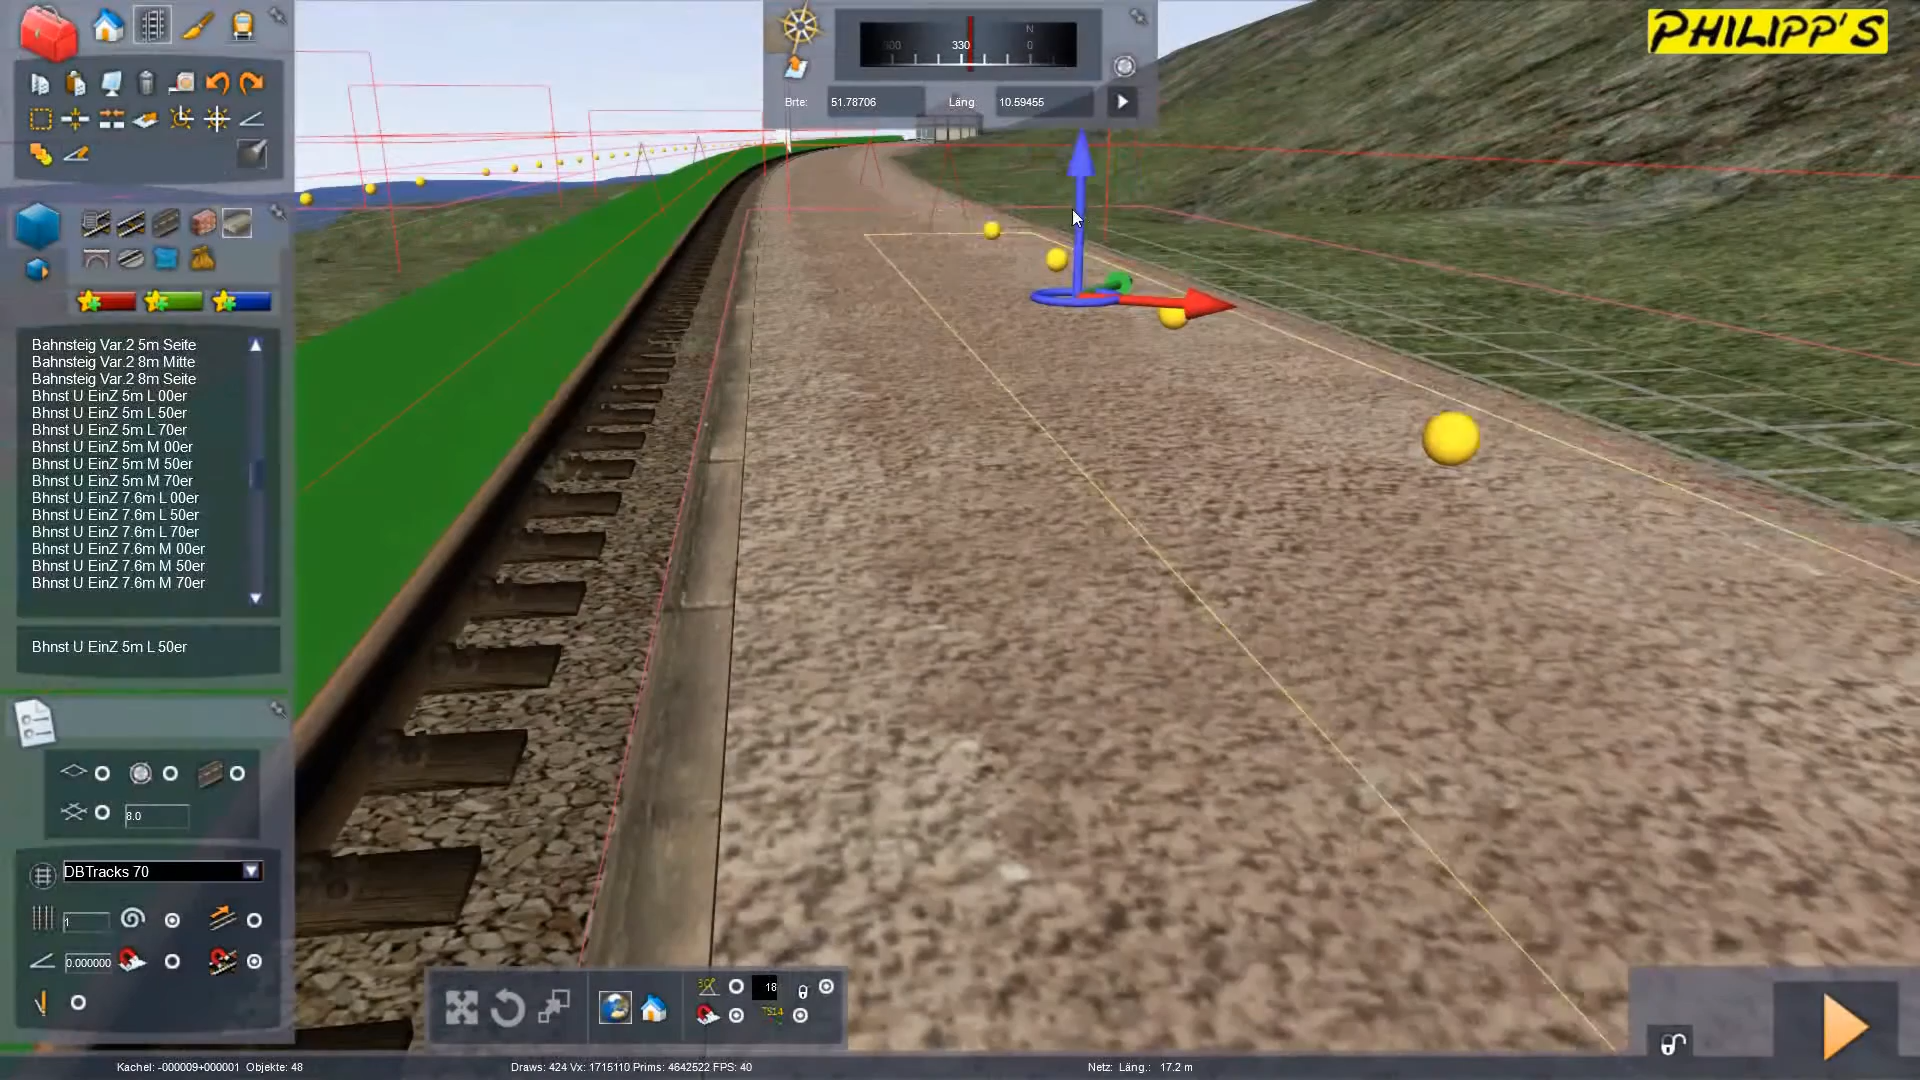 PHILIPP'S
300 330 N 0
Brte: 51.78706 Läng: 10.59455
Bahnsteig Var.2 5m Seite
Bahnsteig Var.2 8m Mitte
Bahnsteig Var.2 8m Seite
Bhnst U EinZ 5m L 00er
Bhnst U EinZ 5m L 50er
Bhnst U EinZ 5m L 70er
Bhnst U EinZ 5m M 00er
Bhnst U EinZ 5m M 50er
Bhnst U EinZ 5m M 70er
Bhnst U EinZ 7.6m L 00er
Bhnst U EinZ 7.6m L 50er
Bhnst U EinZ 7.6m L 70er
Bhnst U EinZ 7.6m M 00er
Bhnst U EinZ 7.6m M 50er
Bhnst U EinZ 7.6m M 70er
Bhnst U EinZ 5m L 50er
8.0
DBTracks 70
1
0.000000
30° 18
TS14
Kachel: -000009+000001 Objekte: 48
Draws: 424 Vx: 1715110 Prims: 4642522 FPS: 40
Netz: Läng.: 17.2 m